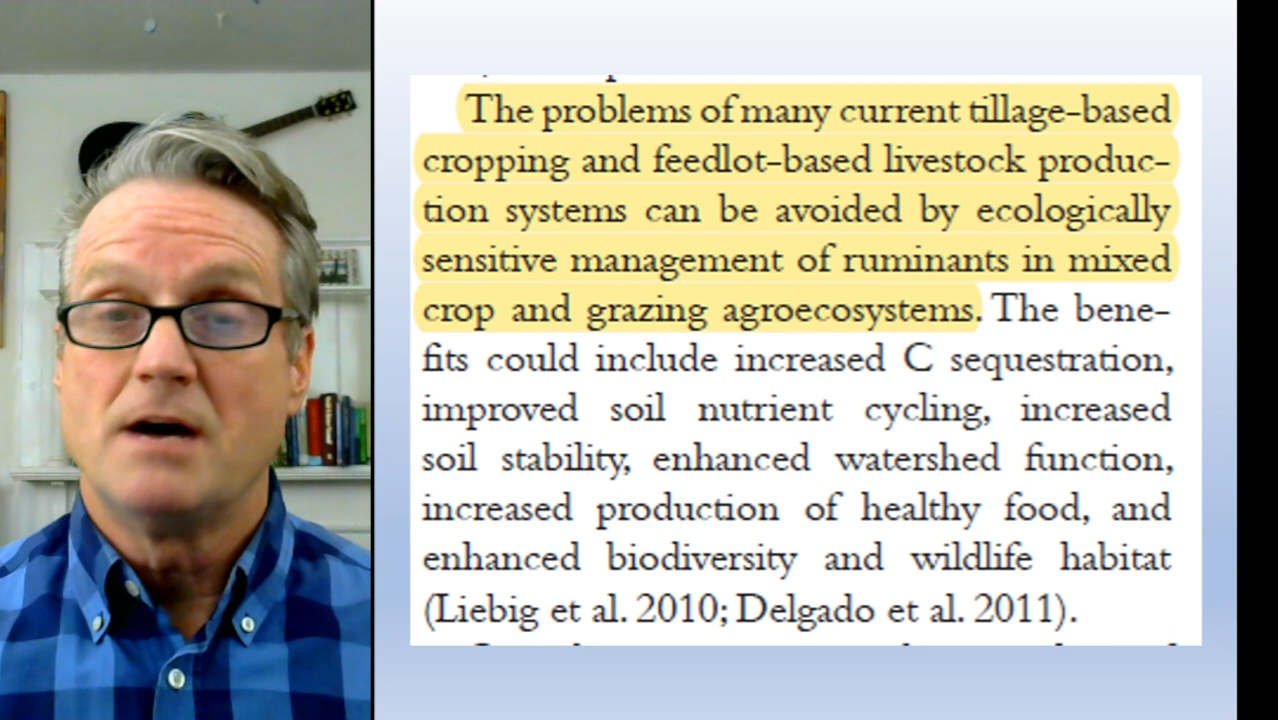 The problems of many current tillage-based
cropping and feedlot-based livestock produc-
tion systems can be avoided by ecologically
sensitive management of ruminants in mixed
crop and grazing agroecosystems. The bene-
fits could include increased C sequestration,
improved soil nutrient cycling, increased
soil stability, enhanced watershed function,
increased production of healthy food, and
enhanced biodiversity and wildlife habitat
(Liebig et al. 2010; Delgado et al. 2011).